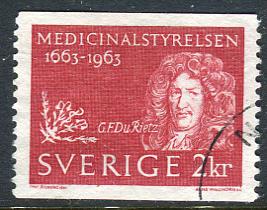 MEDICINALSTYRELSEN
1663-1963
G.F.Du Rietz
SVERIGE 2kr